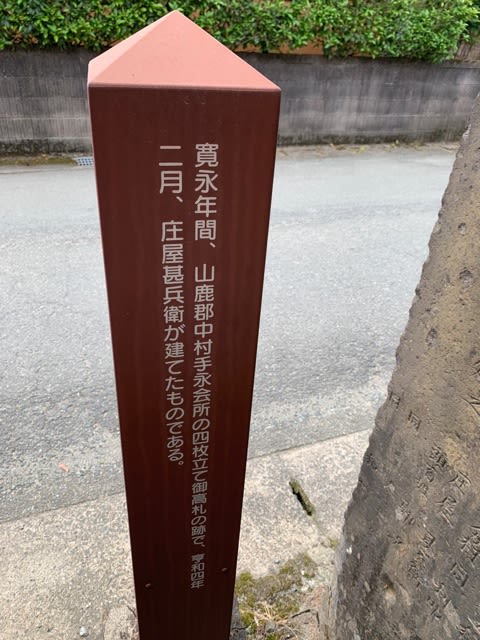 寛永年間、山鹿郡中村手永会所の四枚立て御高札の跡で、享和四年
二月、庄屋甚兵衛が建てたものである。